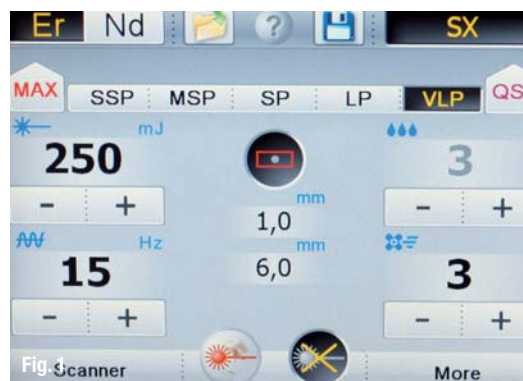 Er Nd ? SX
MAX SSP MSP SP LP VLP QS
mJ
250 3
- + - +
mm
1,0
Hz mm
15 6,0 3
- + - +
Fig. 1 Scanner More